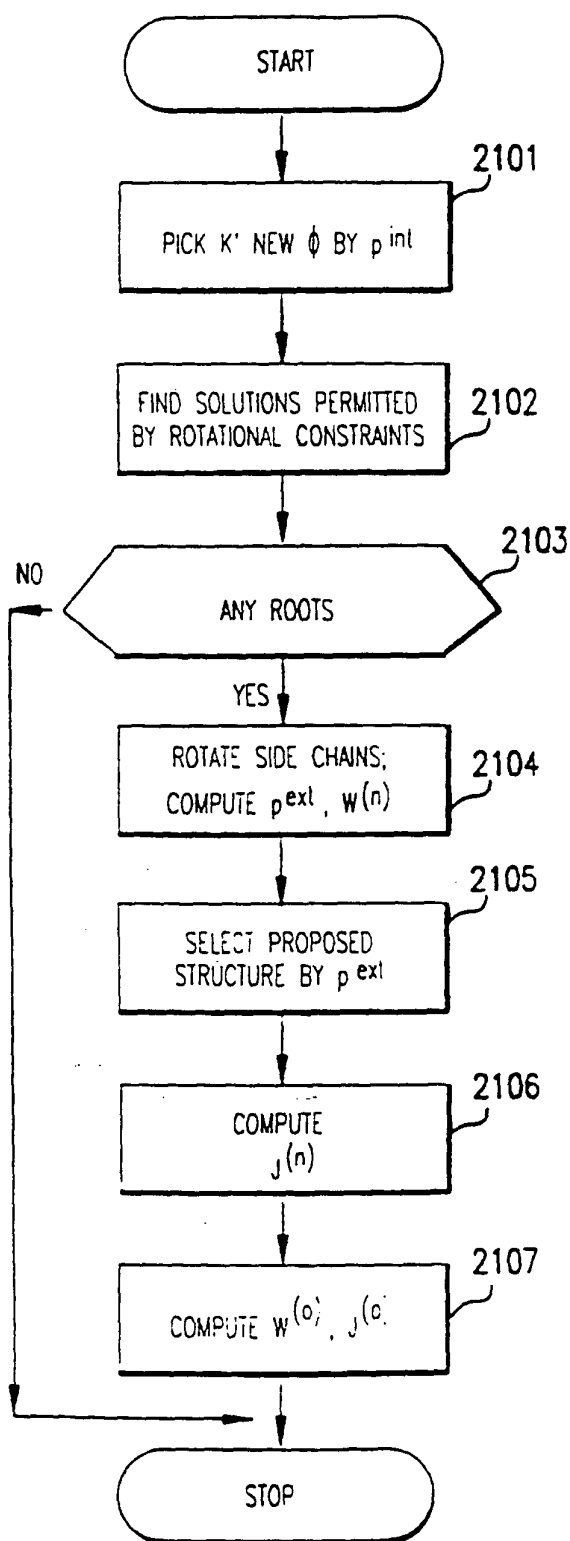 START
2101
PICK K' NEW ϕ BY p^int
FIND SOLUTIONS PERMITTED
BY ROTATIONAL CONSTRAINTS
2102
2103
NO
ANY ROOTS
YES
ROTATE SIDE CHAINS;
COMPUTE p^ext, W^(n)
2104
2105
SELECT PROPOSED
STRUCTURE BY p^ext
2106
COMPUTE
J^(n)
2107
COMPUTE W^(o), J^(o)
STOP